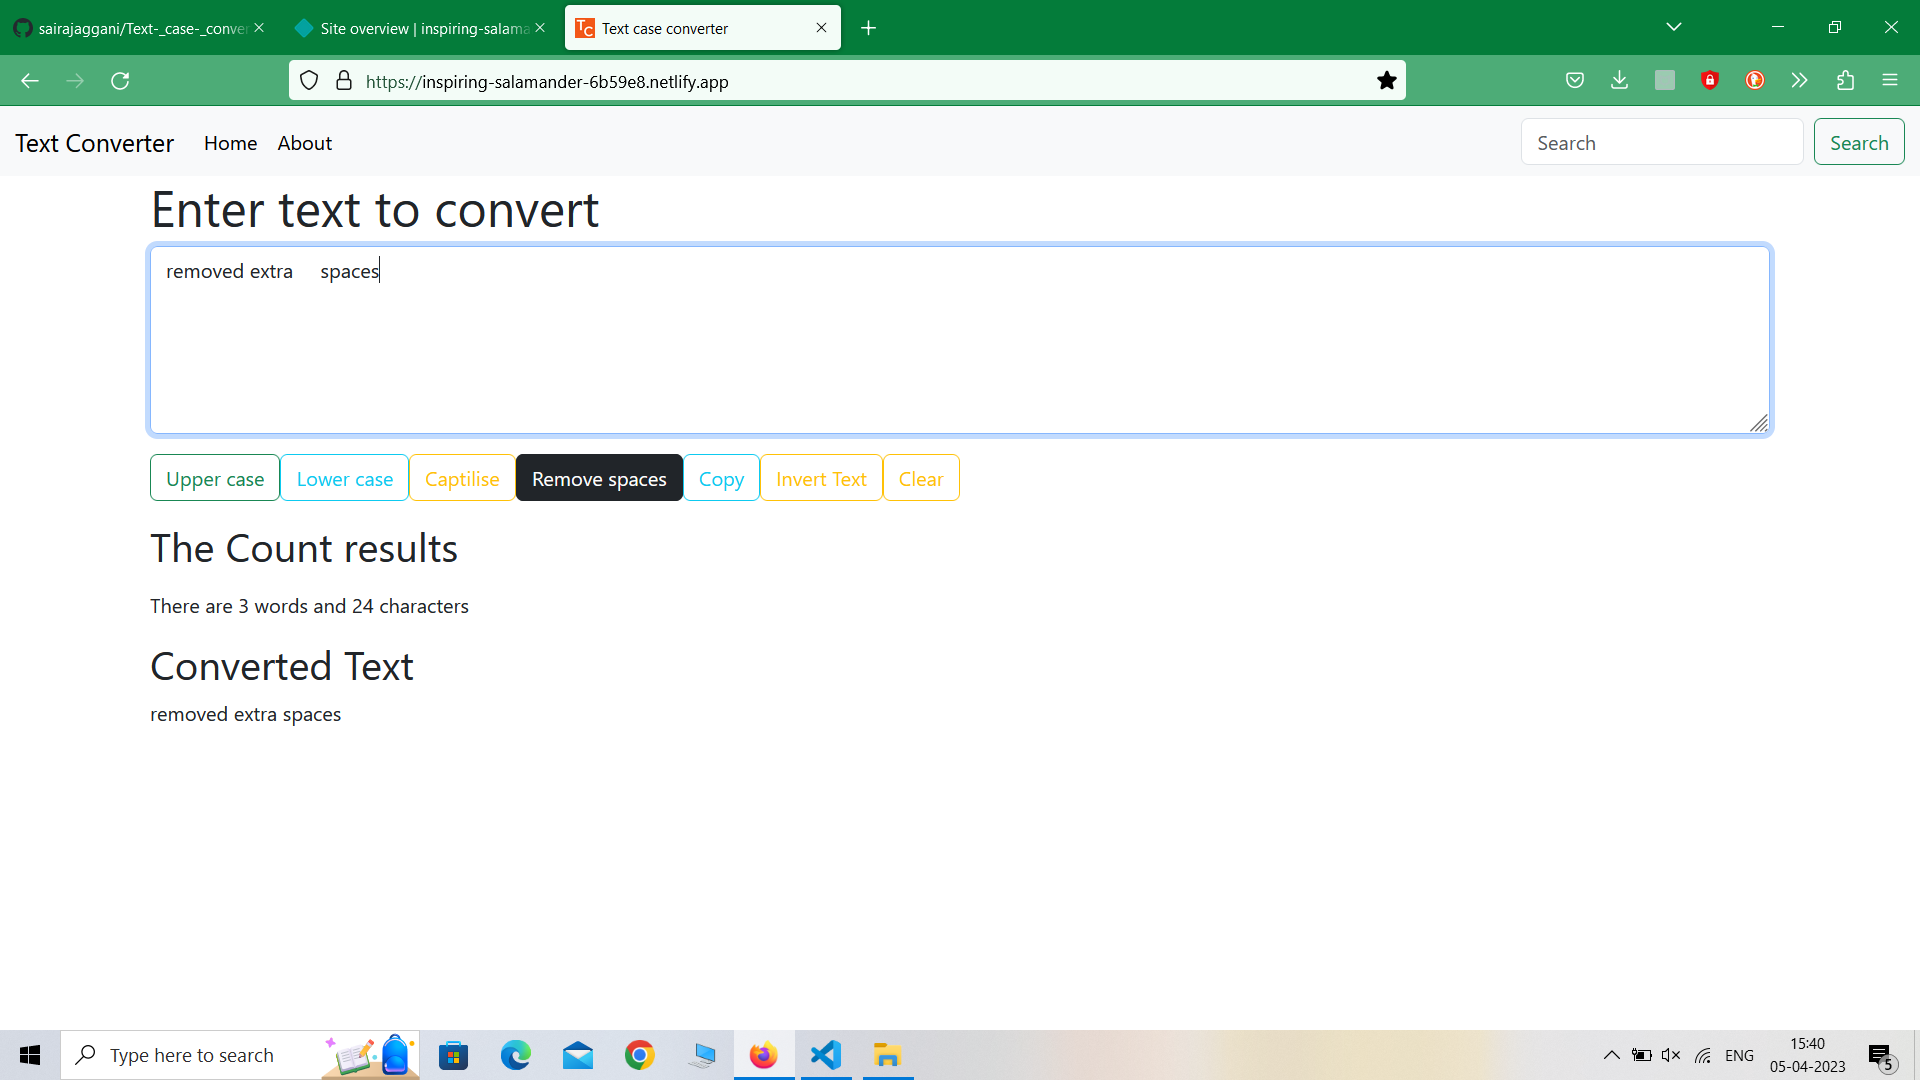 sairajaggani/Text-_case-_conver
Site overview | inspiring-salama
Text case converter
https://inspiring-salamander-6b59e8.netlify.app
Text Converter Home About Search Search
Enter text to convert
removed extra     spaces
Upper case Lower case Captilise Remove spaces Copy Invert Text Clear
The Count results
There are 3 words and 24 characters
Converted Text
removed extra spaces
Type here to search
ENG
15:40
05-04-2023
5